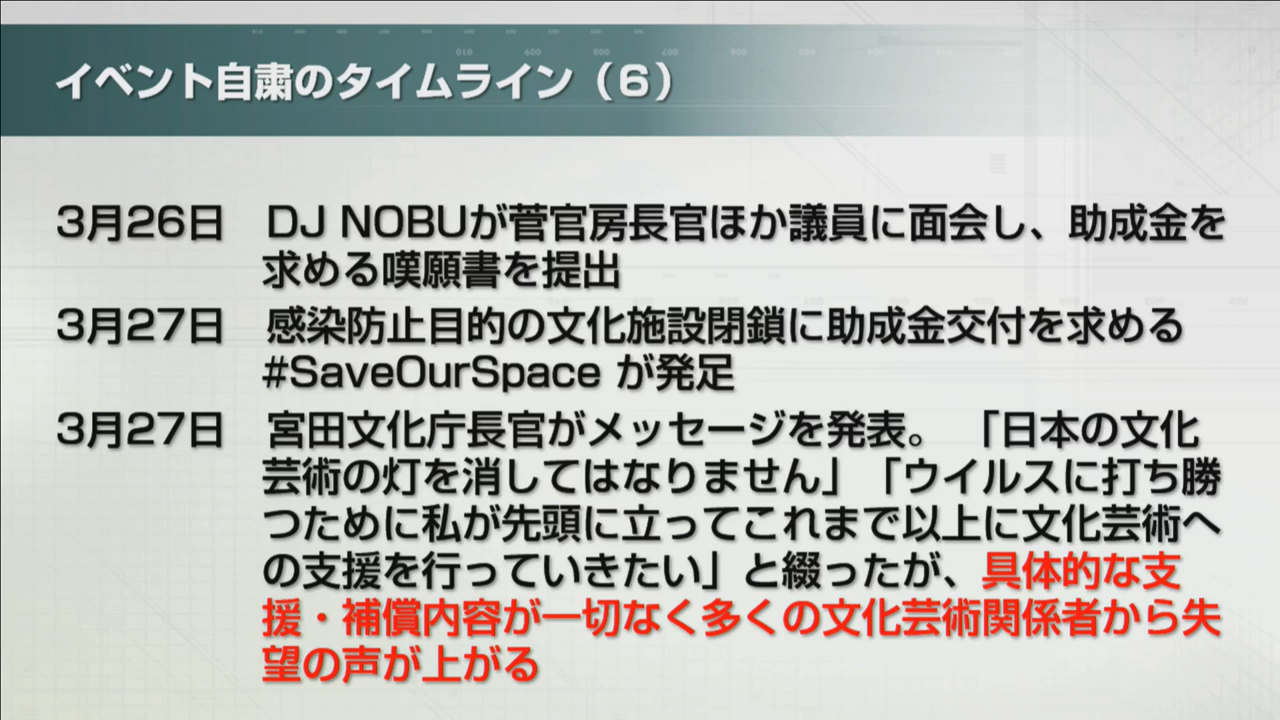 イベント自粛のタイムライン（6）
3月26日　DJ NOBUが菅官房長官ほか議員に面会し、助成金を
求める嘆願書を提出
3月27日　感染防止目的の文化施設閉鎖に助成金交付を求める
#SaveOurSpace が発足
3月27日　宮田文化庁長官がメッセージを発表。「日本の文化
芸術の灯を消してはなりません」「ウイルスに打ち勝
つために私が先頭に立ってこれまで以上に文化芸術へ
の支援を行っていきたい」と綴ったが、具体的な支
援・補償内容が一切なく多くの文化芸術関係者から失
望の声が上がる